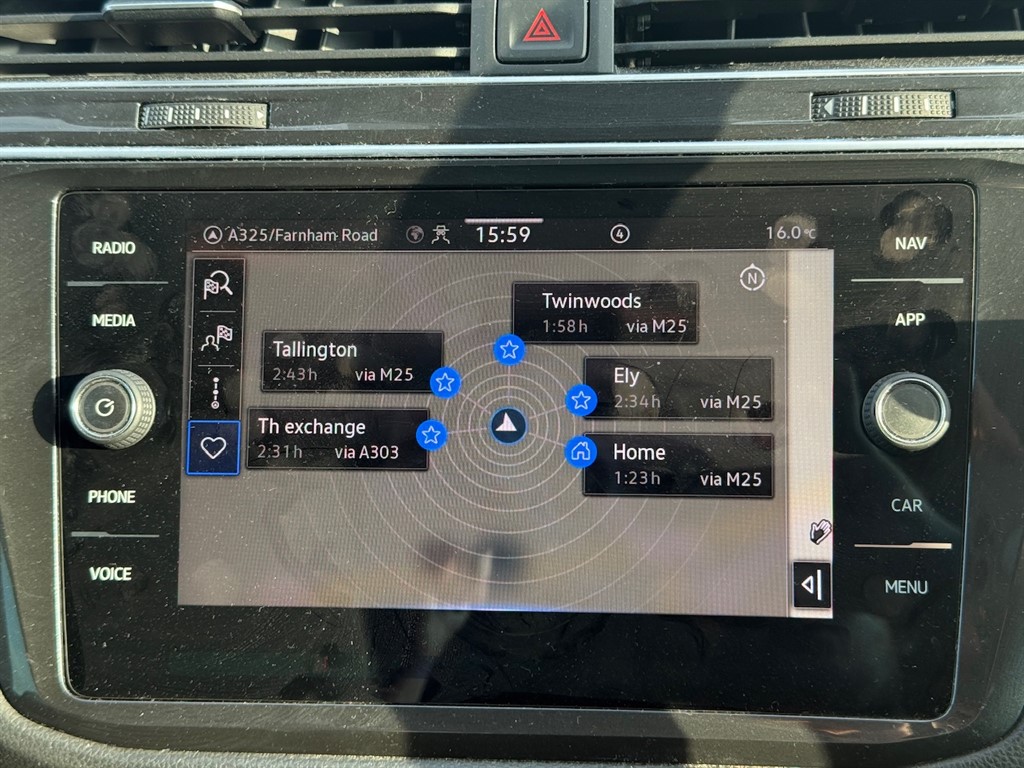 RADIO
MEDIA
PHONE
VOICE
A325/Farnham Road
15:59
4
16.0°C
N
Twinwoods
1:58h via M25
Tallington
2:43h via M25
Ely
2:34h via M25
Th exchange
2:31h via A303
Home
1:23h via M25
NAV
APP
CAR
MENU